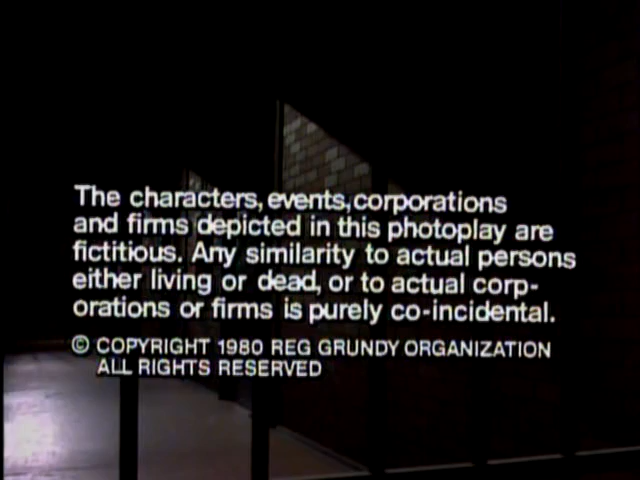 The characters, events, corporations
and firms depicted in this photoplay are
fictitious. Any similarity to actual persons
either living or dead, or to actual corp-
orations or firms is purely co-incidental.
© COPYRIGHT 1980 REG GRUNDY ORGANIZATION
ALL RIGHTS RESERVED